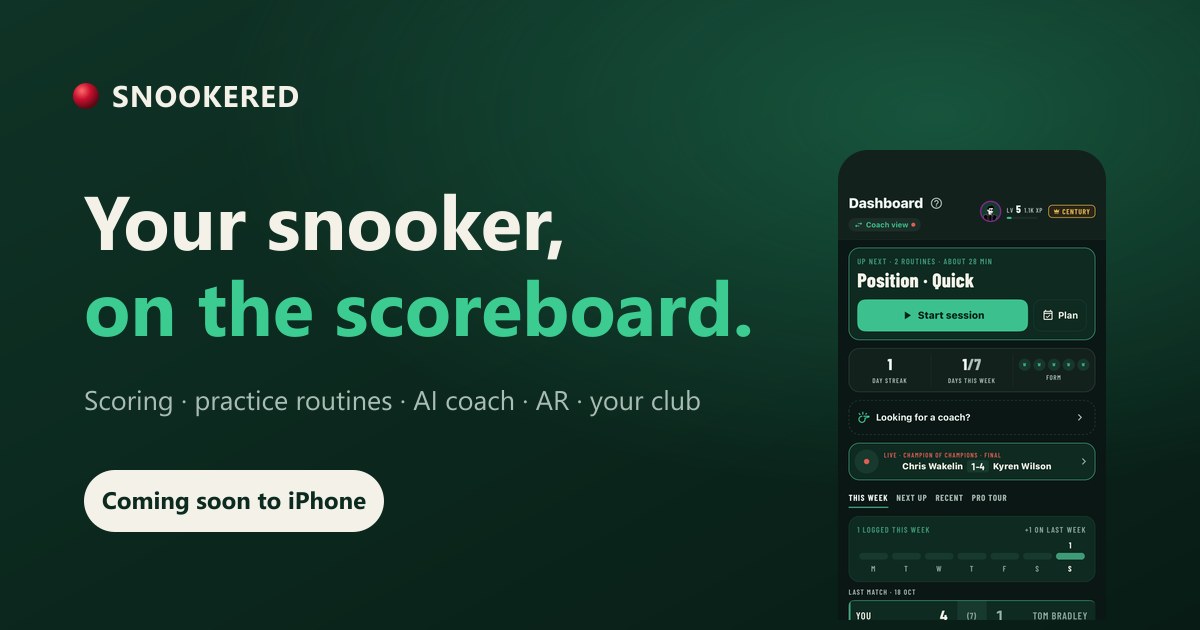 SNOOKERED
Your snooker,
on the scoreboard.
Scoring · practice routines · AI coach · AR · your club
Coming soon to iPhone
Dashboard
LV 5 1.1K XP
CENTURY
Coach view
UP NEXT · 2 ROUTINES · ABOUT 28 MIN
Position · Quick
Start session
Plan
1
DAY STREAK
1/7
DAYS THIS WEEK
FORM
Looking for a coach?
LIVE · CHAMPION OF CHAMPIONS · FINAL
Chris Wakelin 1–4 Kyren Wilson
THIS WEEK NEXT UP RECENT PRO TOUR
1 LOGGED THIS WEEK
+1 ON LAST WEEK
1
M T W T F S S
LAST MATCH · 18 OCT
YOU 4 (7) 1 TOM BRADLEY